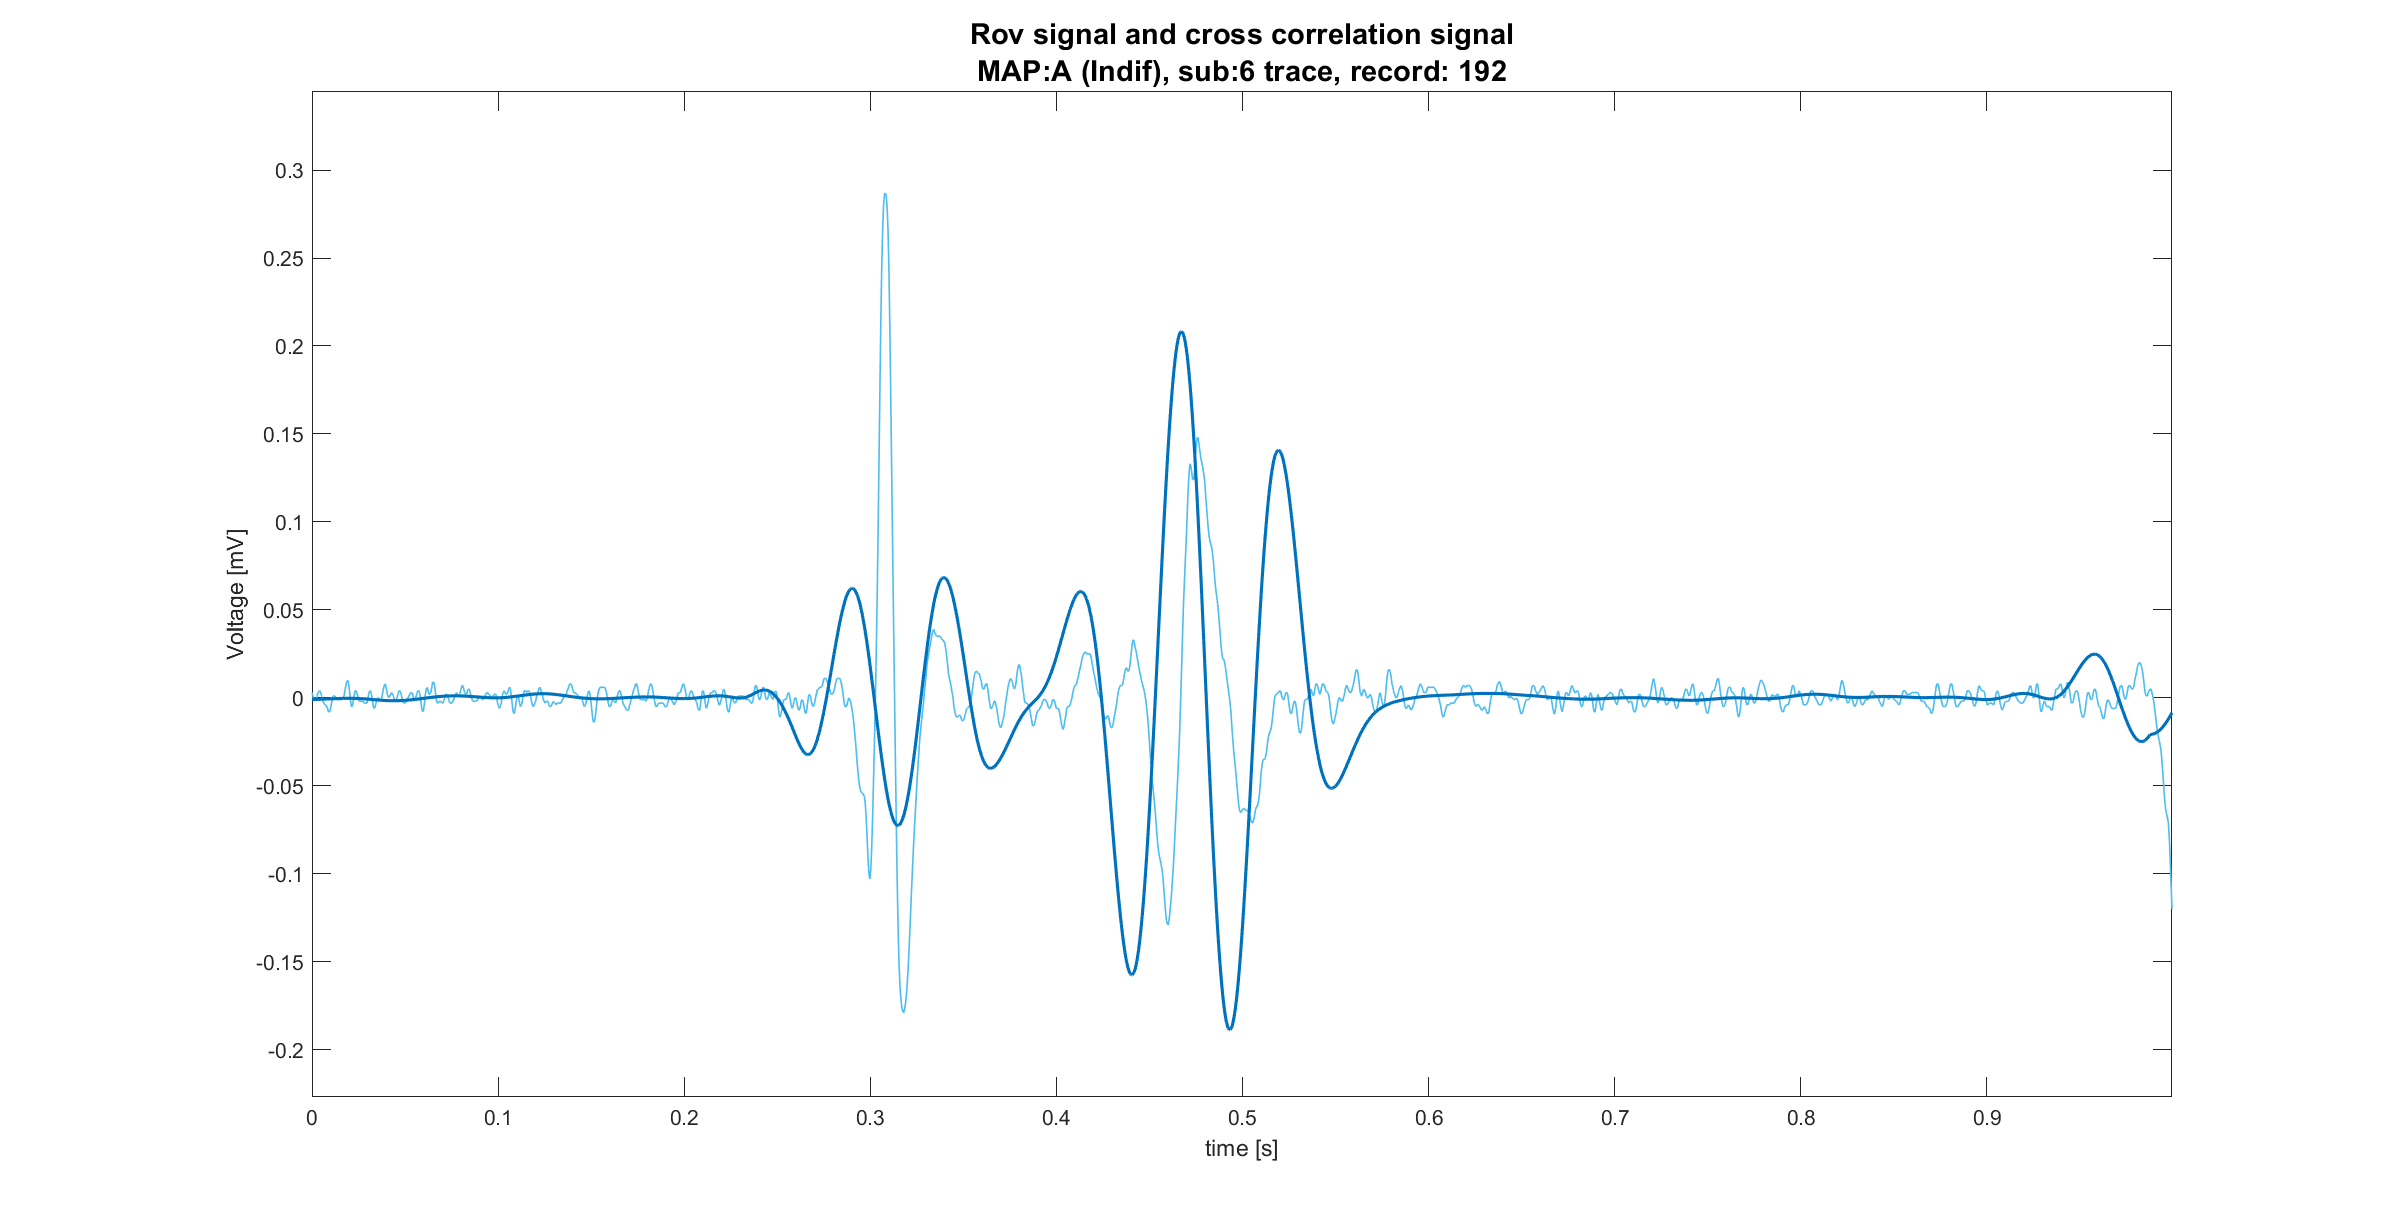 Rov signal and cross correlation signal
MAP:A (Indif), sub:6 trace, record: 192
0.3
0.25
0.2
0.15
0.1
0.05
0
-0.05
-0.1
-0.15
-0.2
Voltage [mV]
0 0.1 0.2 0.3 0.4 0.5 0.6 0.7 0.8 0.9
time [s]